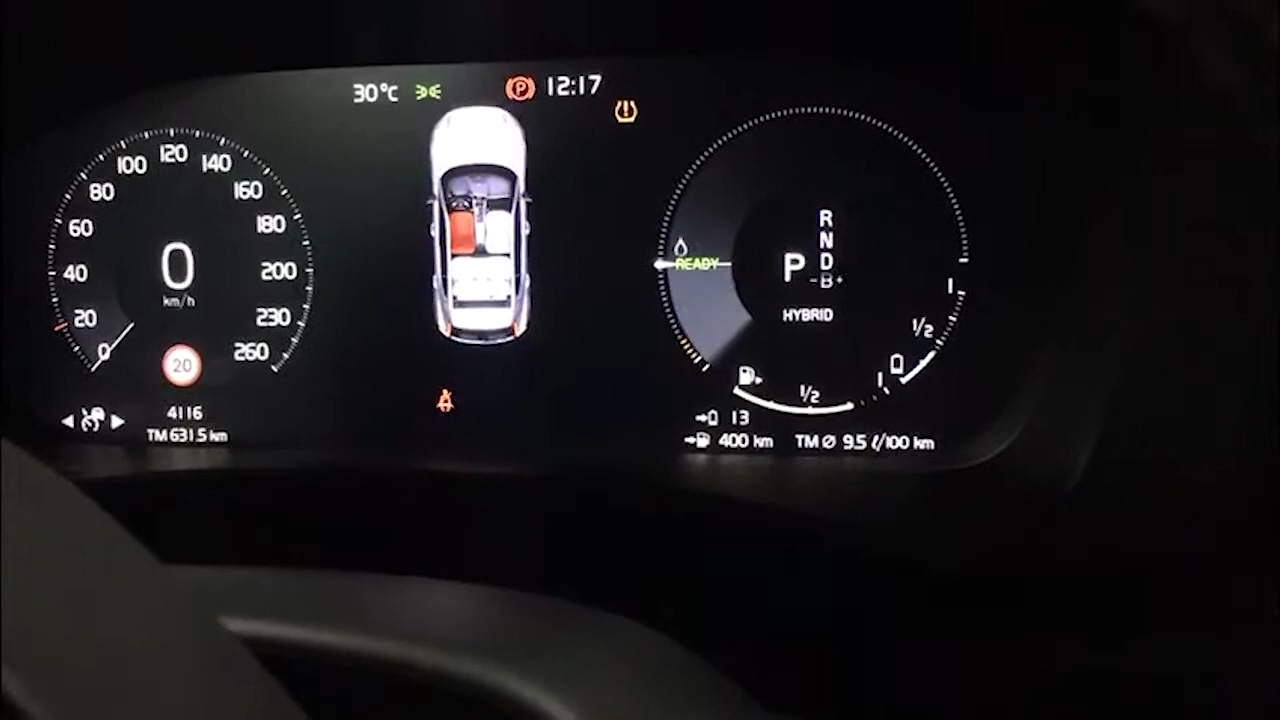 30°C
P 12:17
0
20
40
60
80
100
120
140
160
180
200
230
260
0
km/h
20
4116
TM 631.5 km
READY
R
N
D
P -B+
HYBRID
1/2
1
1/2
1
13
400 km
TM Ø 9.5 ℓ/100 km